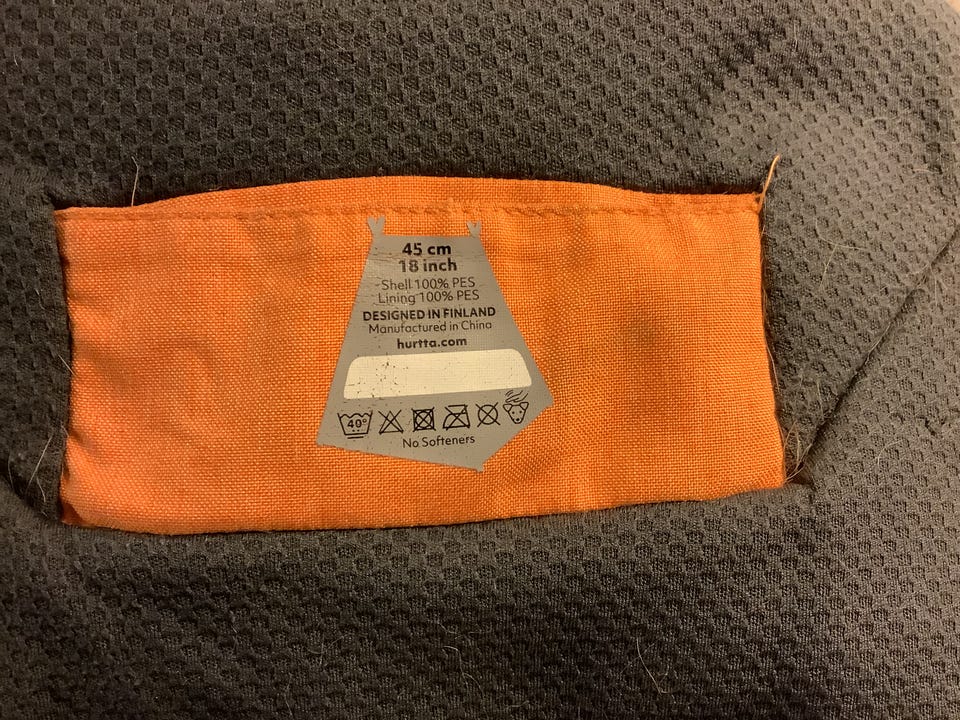 45 cm
18 inch
Shell 100% PES
Lining 100% PES
DESIGNED IN FINLAND
Manufactured in China
hurtta.com
40°
No Softeners